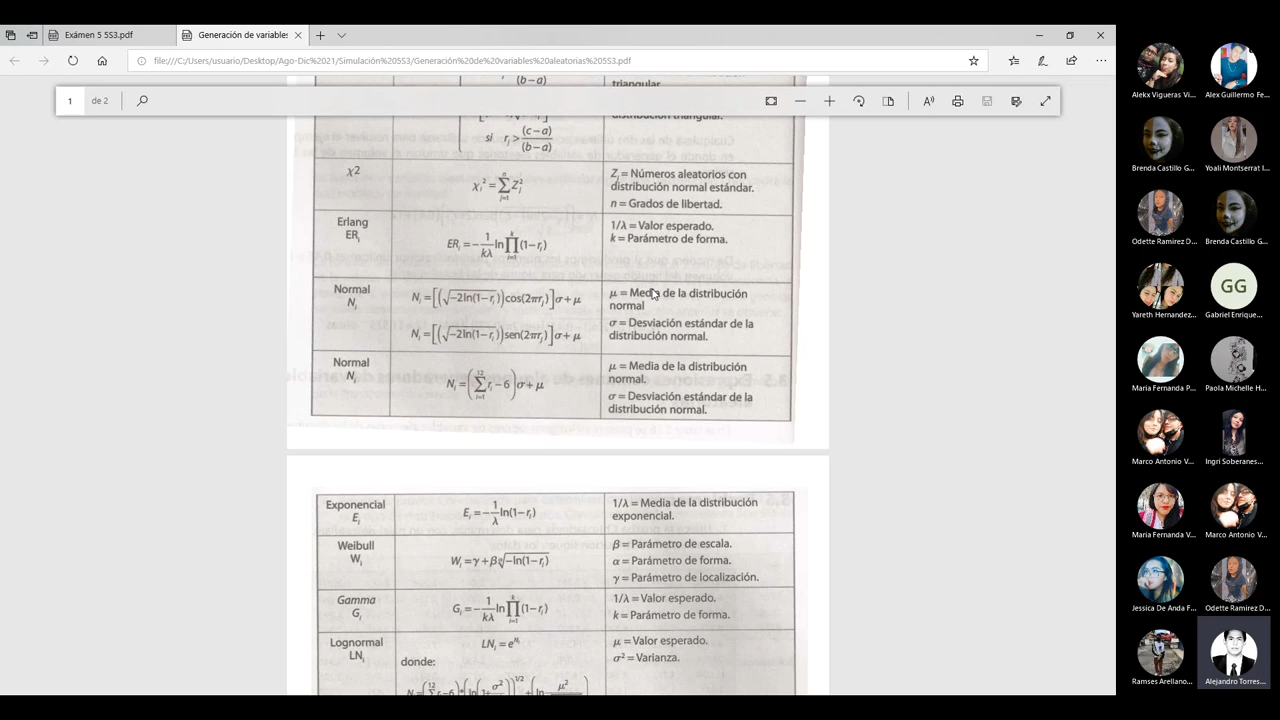 Exámen 5 5S3.pdf
Generación de variables
file:///C:/Users/usuario/Desktop/Ago-Dic%2021/Simulación%205S3/Generación%20de%20variables%20aleatorias%205S3.pdf
1 de 2
(b−a)
triangular.
distribución triangular.
si r_j > (c−a)/(b−a)
χ2
χ_i² = Σ_{j=1}^{n} Z_j²
Z_j = Números aleatorios con
distribución normal estándar.
n = Grados de libertad.
Erlang
ER_i
ER_i = −1/(kλ) ln ∏_{i=1}^{k} (1−r_i)
1/λ = Valor esperado.
k = Parámetro de forma.
Normal
N_i
N_i = [(√−2ln(1−r_i)) cos(2πr_j)]σ + μ
N_i = [(√−2ln(1−r_i)) sen(2πr_j)]σ + μ
μ = Media de la distribución
normal
σ = Desviación estándar de la
distribución normal.
Normal
N_i
N_i = (Σ_{i=1}^{12} r_i − 6)σ + μ
μ = Media de la distribución
normal.
σ = Desviación estándar de la
distribución normal.
Exponencial
E_i
E_i = −1/λ ln(1−r_i)
1/λ = Media de la distribución
exponencial.
Weibull
W_i
W_i = γ + β ᵅ√−ln(1−r_i)
β = Parámetro de escala.
α = Parámetro de forma.
γ = Parámetro de localización.
Gamma
G_i
G_i = −1/(kλ) ln ∏_{i=1}^{k} (1−r_i)
1/λ = Valor esperado.
k = Parámetro de forma.
Lognormal
LN_i
LN_i = e^{N_i}
donde:
μ = Valor esperado.
σ² = Varianza.
Alekx Vigueras Vi...
Alex Guillermo Fe...
Brenda Castillo G...
Yoali Montserrat I...
Odette Ramirez D...
Brenda Castillo G...
Yareth Hernandez...
GG
Gabriel Enrique...
María Fernanda P...
Paola Michelle H...
Marco Antonio V...
Ingri Soberanes...
Maria Fernanda V...
Marco Antonio V...
Jessica De Anda F...
Odette Ramirez D...
Ramses Arellano...
Alejandro Torres...